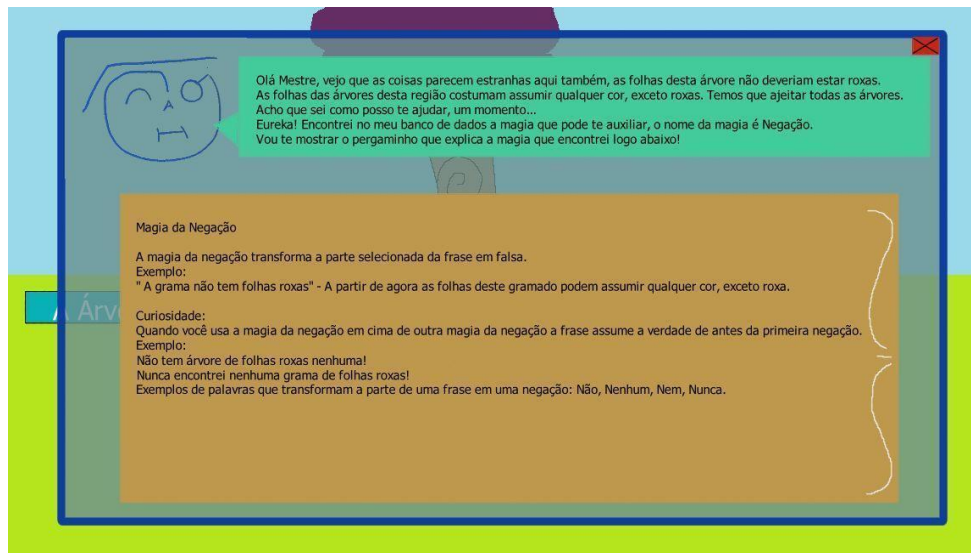 Olá Mestre, vejo que as coisas parecem estranhas aqui também, as folhas desta árvore não deveriam estar roxas.
As folhas das árvores desta região costumam assumir qualquer cor, exceto roxas. Temos que ajeitar todas as árvores.
Acho que sei como posso te ajudar, um momento...
Eureka! Encontrei no meu banco de dados a magia que pode te auxiliar, o nome da magia é Negação.
Vou te mostrar o pergaminho que explica a magia que encontrei logo abaixo!
Magia da Negação
A magia da negação transforma a parte selecionada da frase em falsa.
Exemplo:
" A grama não tem folhas roxas" - A partir de agora as folhas deste gramado podem assumir qualquer cor, exceto roxa.
A Árv
Curiosidade:
Quando você usa a magia da negação em cima de outra magia da negação a frase assume a verdade de antes da primeira negação.
Exemplo:
Não tem árvore de folhas roxas nenhuma!
Nunca encontrei nenhuma grama de folhas roxas!
Exemplos de palavras que transformam a parte de uma frase em uma negação: Não, Nenhum, Nem, Nunca.